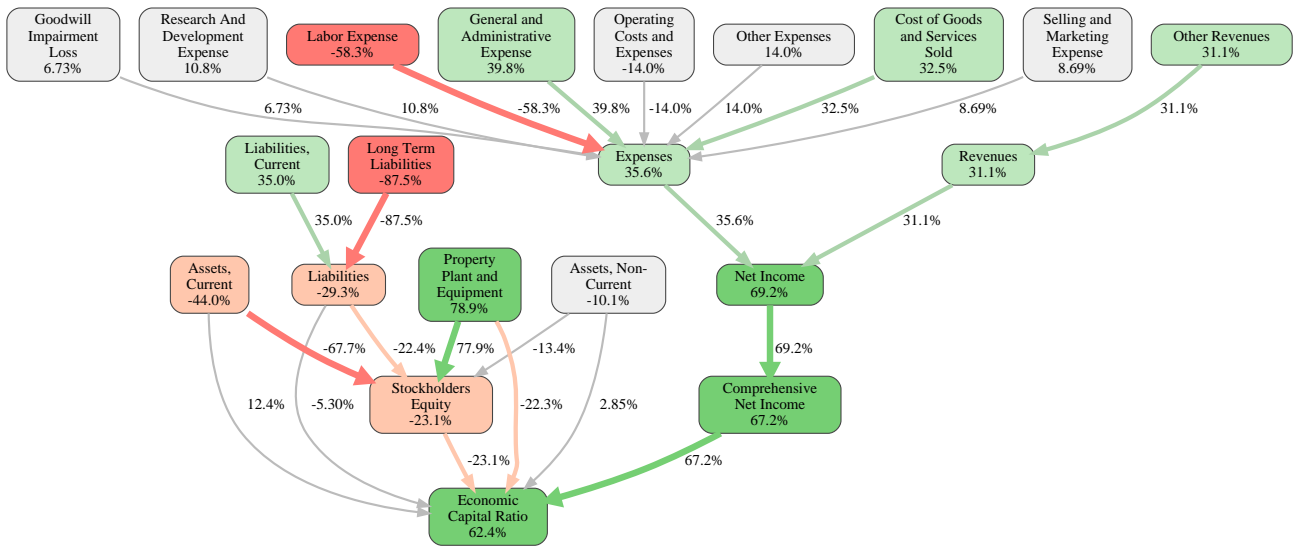 Goodwill
Impairment
Loss
6.73%
Research And
Development
Expense
10.8%
Labor Expense
-58.3%
General and
Administrative
Expense
39.8%
Operating
Costs and
Expenses
-14.0%
Other Expenses
14.0%
Cost of Goods
and Services
Sold
32.5%
Selling and
Marketing
Expense
8.69%
Other Revenues
31.1%
6.73%
10.8%
-58.3%
39.8%
-14.0%
14.0%
32.5%
8.69%
31.1%
Liabilities,
Current
35.0%
Long Term
Liabilities
-87.5%
Expenses
35.6%
Revenues
31.1%
35.0%
-87.5%
35.6%
31.1%
Assets,
Current
-44.0%
Liabilities
-29.3%
Property
Plant and
Equipment
78.9%
Assets, Non-
Current
-10.1%
Net Income
69.2%
-67.7%
-22.4%
77.9%
-13.4%
69.2%
Stockholders
Equity
-23.1%
Comprehensive
Net Income
67.2%
12.4%
-5.30%
-22.3%
2.85%
-23.1%
67.2%
Economic
Capital Ratio
62.4%